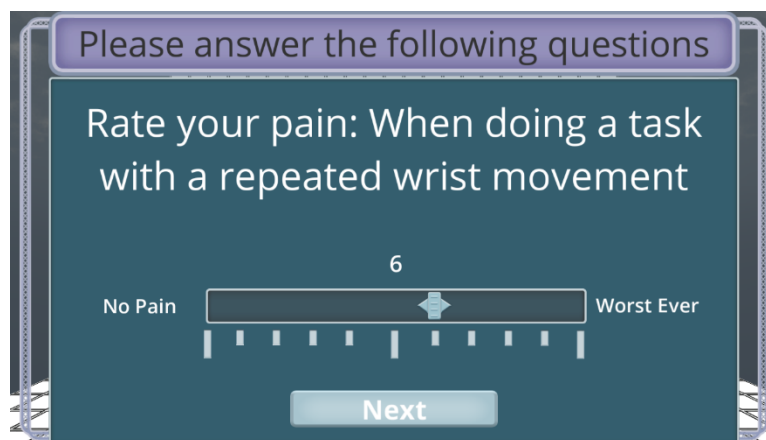 Please answer the following questions
Rate your pain: When doing a task
with a repeated wrist movement
6
No Pain
Worst Ever
Next